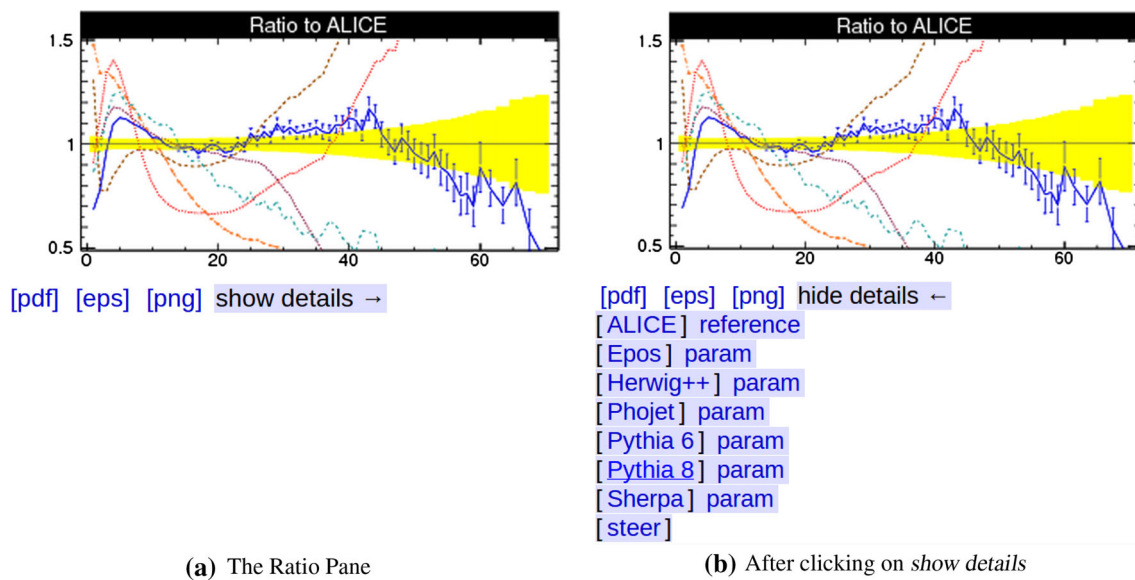 Ratio to ALICE
1.5
1
0.5
0 20 40 60
[pdf] [eps] [png] show details →
(a) The Ratio Pane
Ratio to ALICE
1.5
1
0.5
0 20 40 60
[pdf] [eps] [png] hide details ←
[ALICE] reference
[Epos] param
[Herwig++] param
[Phojet] param
[Pythia 6] param
[Pythia 8] param
[Sherpa] param
[steer]
(b) After clicking on show details